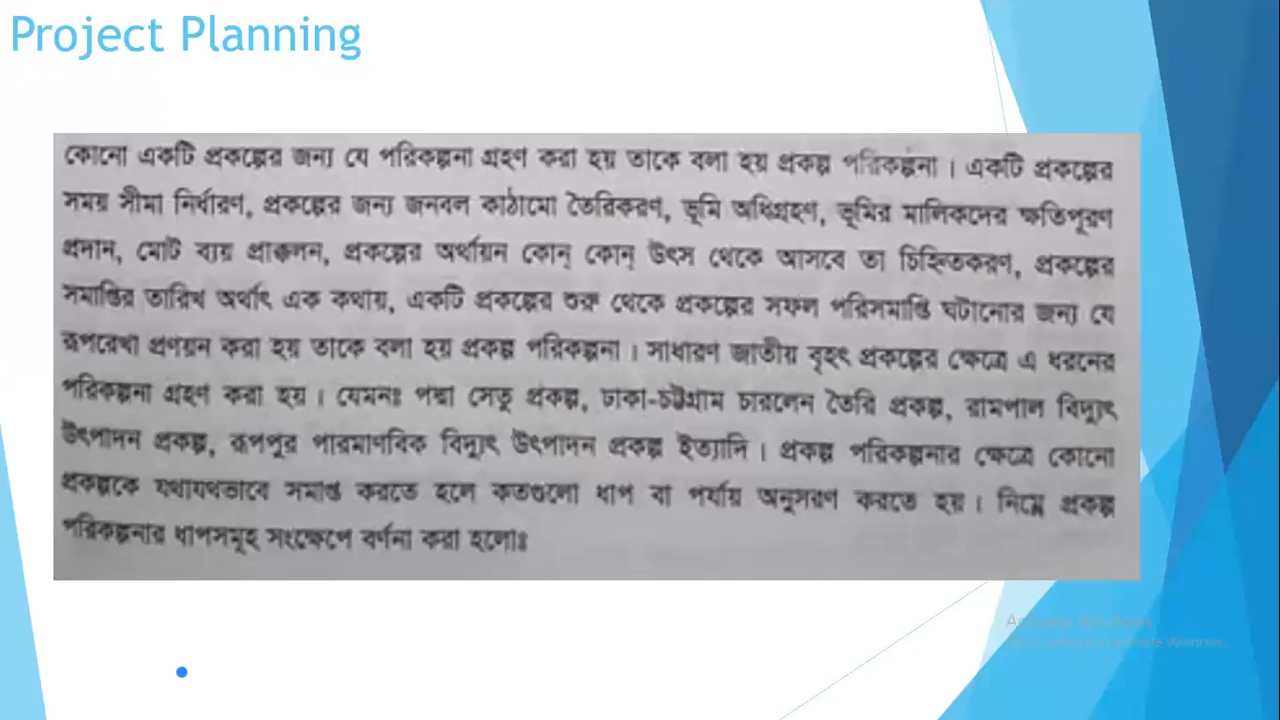 Project Planning
কোনো একটি প্রকল্পের জন্য যে পরিকল্পনা গ্রহণ করা হয় তাকে বলা হয় প্রকল্প পরিকল্পনা । একটি প্রকল্পের
সময় সীমা নির্ধারণ, প্রকল্পের জন্য জনবল কাঠামো তৈরিকরণ, ভূমি অধিগ্রহণ, ভূমির মালিকদের ক্ষতিপূরণ
প্রদান, মোট ব্যয় প্রাক্কলন, প্রকল্পের অর্থায়ন কোন্ কোন্ উৎস থেকে আসবে তা চিহ্নিতকরণ, প্রকল্পের
সমাপ্তির তারিখ অর্থাৎ এক কথায়, একটি প্রকল্পের শুরু থেকে প্রকল্পের সফল পরিসমাপ্তি ঘটানোর জন্য যে
রূপরেখা প্রণয়ন করা হয় তাকে বলা হয় প্রকল্প পরিকল্পনা । সাধারণ জাতীয় বৃহৎ প্রকল্পের ক্ষেত্রে এ ধরনের
পরিকল্পনা গ্রহণ করা হয় । যেমনঃ পদ্মা সেতু প্রকল্প, ঢাকা-চট্টগ্রাম চারলেন তৈরি প্রকল্প, রামপাল বিদ্যুৎ
উৎপাদন প্রকল্প, রূপপুর পারমাণবিক বিদ্যুৎ উৎপাদন প্রকল্প ইত্যাদি । প্রকল্প পরিকল্পনার ক্ষেত্রে কোনো
প্রকল্পকে যথাযথভাবে সমাপ্ত করতে হলে কতগুলো ধাপ বা পর্যায় অনুসরণ করতে হয় । নিম্নে প্রকল্প
পরিকল্পনার ধাপসমূহ সংক্ষেপে বর্ণনা করা হলোঃ
Activate Windows
to activate Windows.